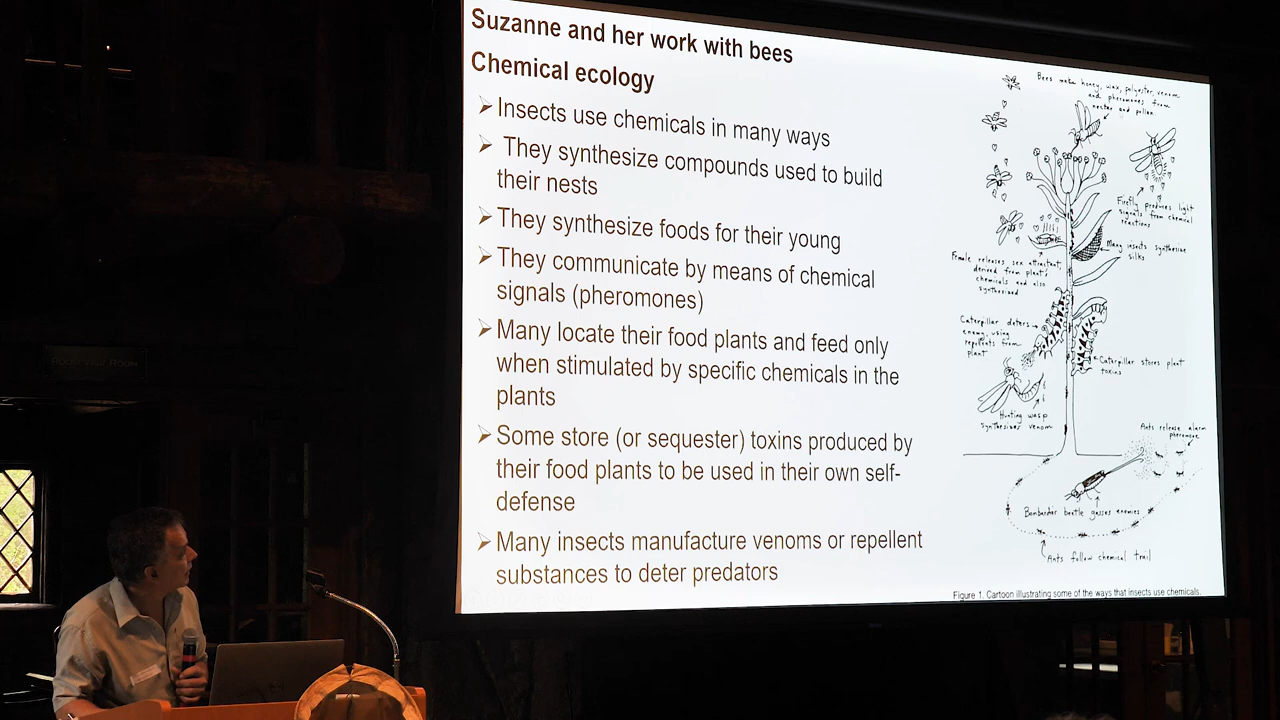 Suzanne and her work with bees
Chemical ecology
Insects use chemicals in many ways
They synthesize compounds used to build
their nests
They synthesize foods for their young
They communicate by means of chemical
signals (pheromones)
Many locate their food plants and feed only
when stimulated by specific chemicals in the
plants
Some store (or sequester) toxins produced by
their food plants to be used in their own self-
defense
Many insects manufacture venoms or repellent
substances to deter predators
Bees make honey, wax, polyester, venom
and pheromones from
nectar and pollen
Firefly produces light
signals from chemical
reactions
Many insects synthesize
silks
Female releases sex attractant,
derived from plant
chemicals and also
synthesized
Caterpillar deters
enemy, using
repellents from
plant
Caterpillar stores plant
toxins
Hunting wasp
synthesizes venom
Ants release alarm
pheromone
Bombardier beetle gasses enemies
Ants follow chemical trail
Figure 1. Cartoon illustrating some of the ways that insects use chemicals.
ROOSEVELT ROOM